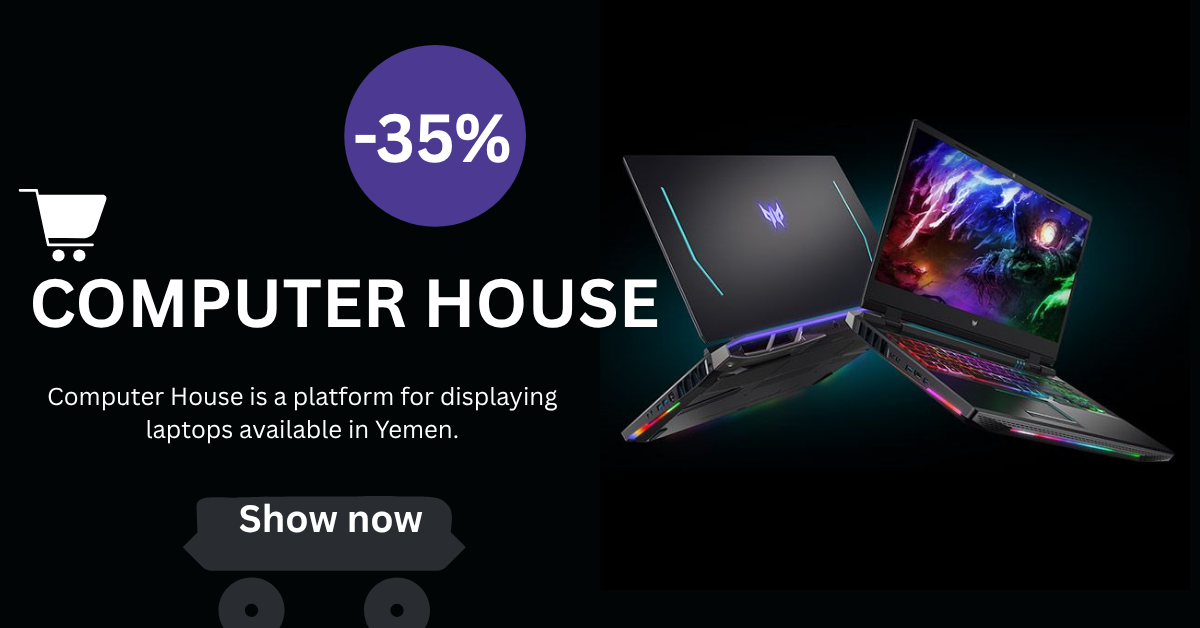 -35%
COMPUTER HOUSE
Computer House is a platform for displaying
laptops available in Yemen.
Show now